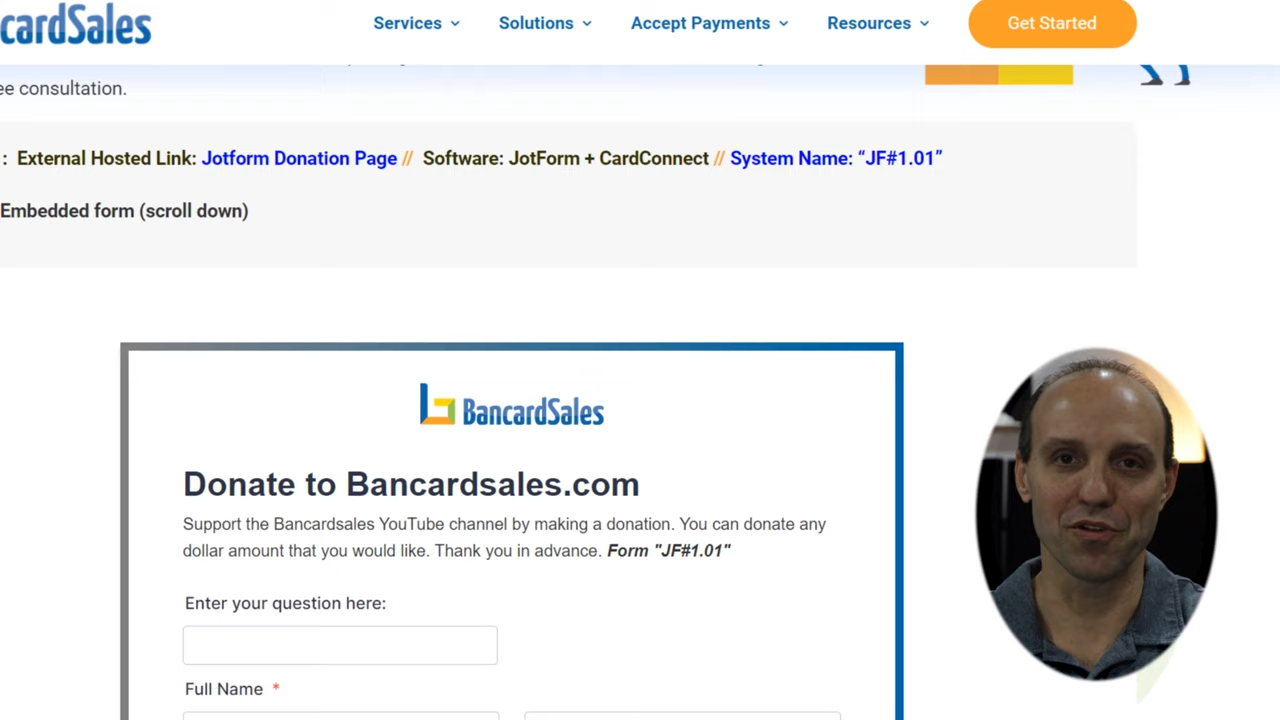 cardSales
Services
Solutions
Accept Payments
Resources
Get Started
ee consultation.
: External Hosted Link: Jotform Donation Page // Software: JotForm + CardConnect // System Name: “JF#1.01”
Embedded form (scroll down)
BancardSales
Donate to Bancardsales.com
Support the Bancardsales YouTube channel by making a donation. You can donate any
dollar amount that you would like. Thank you in advance. Form "JF#1.01"
Enter your question here:
Full Name *